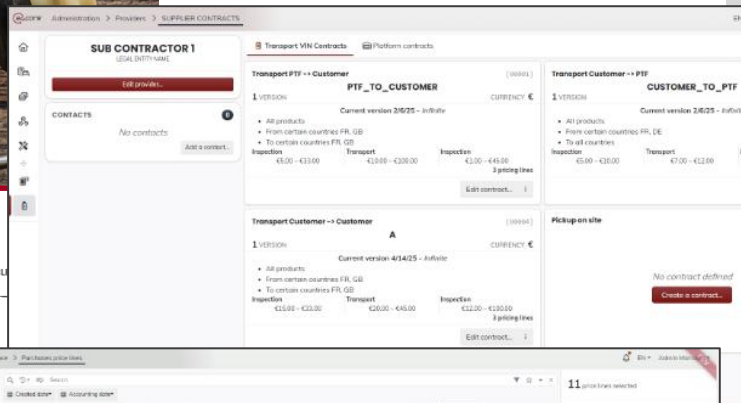 Administration > Providers > SUPPLIER CONTRACTS
EN
SUB CONTRACTOR 1
LEGAL ENTITY NAME
Edit provider...
CONTACTS
0
No contacts
Add a contact...
Transport VIN Contracts
Platform contracts
Transport PTF -> Customer
PTF_TO_CUSTOMER
1 VERSION
CURRENCY €
Current version 2/6/25 - Infinite
All products
From certain countries FR, GB
To certain countries FR, GB
Inspection Transport Inspection
€5.00 - €33.00 €10.00 - €100.00 €3.00 - €45.00
3 pricing lines
Edit contract...
Transport Customer -> PTF
CUSTOMER_TO_PTF
1 VERSION
Current version 2/6/25 - Infinite
All products
From certain countries FR, DE
To all countries
Inspection Transport
€5.00 - €10.00 €7.00 - €12.00
Edit contract...
Transport Customer -> Customer
A
1 VERSION
CURRENCY €
Current version 4/14/25 - Infinite
All products
From certain countries FR, GB
To certain countries FR, GB
Inspection Transport Inspection
€15.00 - €33.00 €20.00 - €45.00 €12.00 - €100.00
3 pricing lines
Edit contract...
Pickup on site
No contract defined
Create a contract...
> Purchases price lines
EN
Search
Created date
Accounting date
11 price lines selected